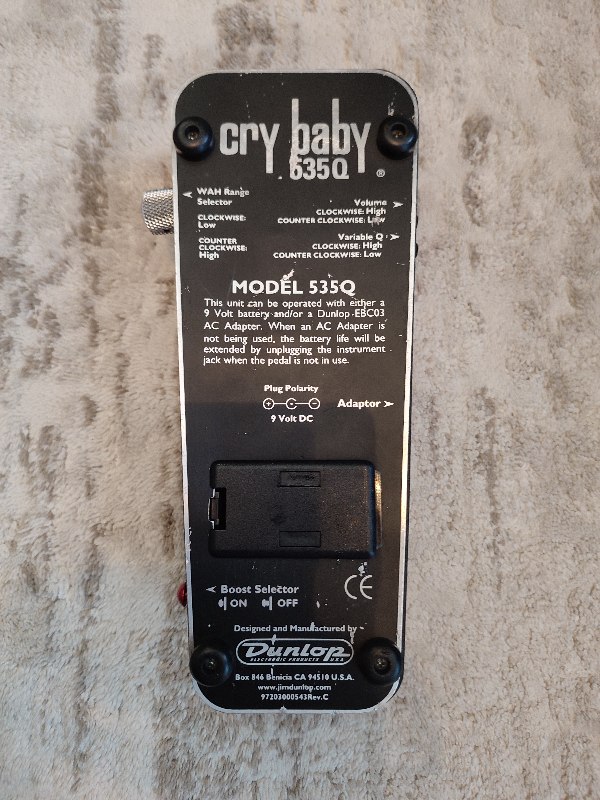 cry baby
535Q
®
WAH Range
Selector
CLOCKWISE:
Low
COUNTER
CLOCKWISE:
High
Volume
CLOCKWISE: High
COUNTER CLOCKWISE: Low
Variable Q
CLOCKWISE: High
COUNTER CLOCKWISE: Low
MODEL 535Q
This unit can be operated with either a
9 Volt battery and/or a Dunlop EBC03
AC Adapter. When an AC Adapter is
not being used, the battery life will be
extended by unplugging the instrument
jack when the pedal is not in use.
Plug Polarity
+ C −
Adaptor
9 Volt DC
Boost Selector
ON OFF
CE
Designed and Manufactured by
Dunlop
ELECTRONIC PRODUCTS U.S.A.
Box 846 Benicia CA 94510 U.S.A.
www.jimdunlop.com
97203000543Rev.C